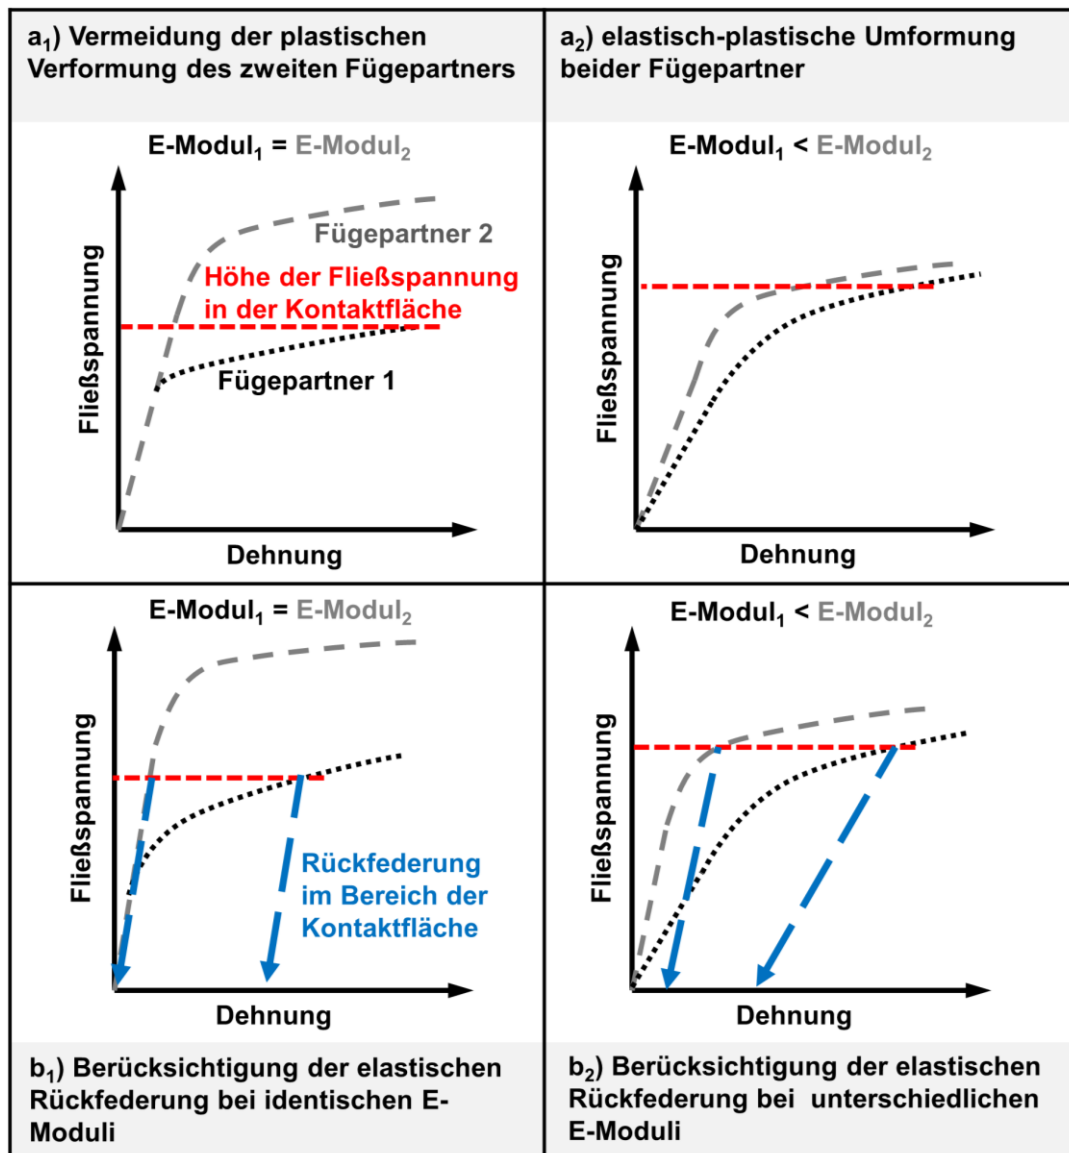 a₁) Vermeidung der plastischen
Verformung des zweiten Fügepartners
E-Modul₁ = E-Modul₂
Fließspannung
Fügepartner 2
Höhe der Fließspannung
in der Kontaktfläche
Fügepartner 1
Dehnung
a₂) elastisch-plastische Umformung
beider Fügepartner
E-Modul₁ < E-Modul₂
Fließspannung
Dehnung
E-Modul₁ = E-Modul₂
Fließspannung
Rückfederung
im Bereich der
Kontaktfläche
Dehnung
b₁) Berücksichtigung der elastischen
Rückfederung bei identischen E-
Moduli
E-Modul₁ < E-Modul₂
Fließspannung
Dehnung
b₂) Berücksichtigung der elastischen
Rückfederung bei unterschiedlichen
E-Moduli